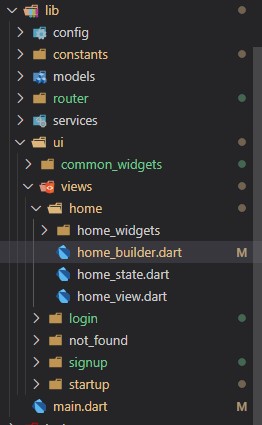 lib
config
constants
models
router
services
ui
common_widgets
views
home
home_widgets
home_builder.dart M
home_state.dart
home_view.dart
login
not_found
signup
startup
main.dart M